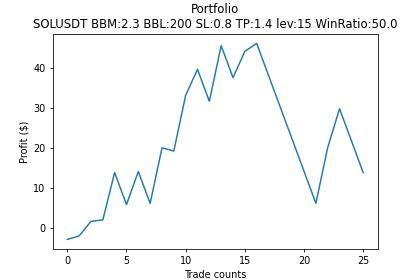 Portfolio
SOLUSDT BBM:2.3 BBL:200 SL:0.8 TP:1.4 lev:15 WinRatio:50.0
Profit ($)
40
30
20
10
0
0
5
10
15
20
25
Trade counts